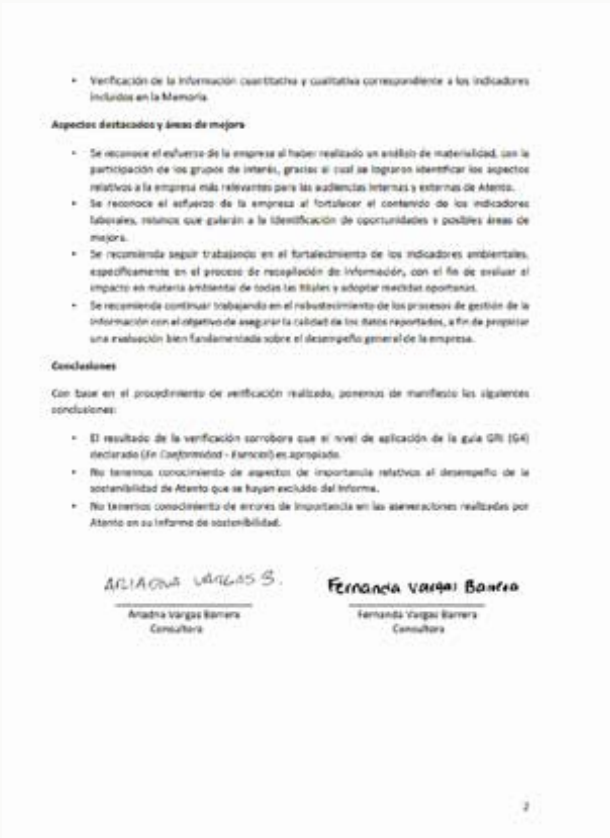 • Verificación de la información cuantitativa y cualitativa correspondiente a los indicadores
incluidos en la Memoria.
Aspectos destacados y áreas de mejora
• Se reconoce el esfuerzo de la empresa al haber realizado un análisis de materialidad, con la
participación de los grupos de interés, gracias al cual se lograron identificar los aspectos
relativos a la empresa más relevantes para las audiencias internas y externas de Atento.
• Se reconoce el esfuerzo de la empresa al fortalecer el contenido de los indicadores
laborales, mismos que guiarán a la identificación de oportunidades y posibles áreas de
mejora.
• Se recomienda seguir trabajando en el fortalecimiento de los indicadores ambientales,
específicamente en el proceso de recopilación de información, con el fin de evaluar el
impacto en materia ambiental de todas las filiales y adoptar medidas oportunas.
• Se recomienda continuar trabajando en el robustecimiento de los procesos de gestión de la
información con el objetivo de asegurar la calidad de los datos reportados, a fin de propiciar
una evaluación bien fundamentada sobre el desempeño general de la empresa.
Conclusiones
Con base en el procedimiento de verificación realizado, ponemos de manifiesto las siguientes
conclusiones:
• El resultado de la verificación corrobora que el nivel de aplicación de la guía GRI (G4)
declarado (En Conformidad - Esencial) es apropiado.
• No tenemos conocimiento de aspectos de importancia relativos al desempeño de la
sostenibilidad de Atento que se hayan excluido del informe.
• No tenemos conocimiento de errores de importancia en las aseveraciones realizadas por
Atento en su informe de sostenibilidad.
ARIADNA VARGAS B. Fernanda Vargas Barrera
Ariadna Vargas Barrera Fernanda Vargas Barrera
Consultora Consultora
2